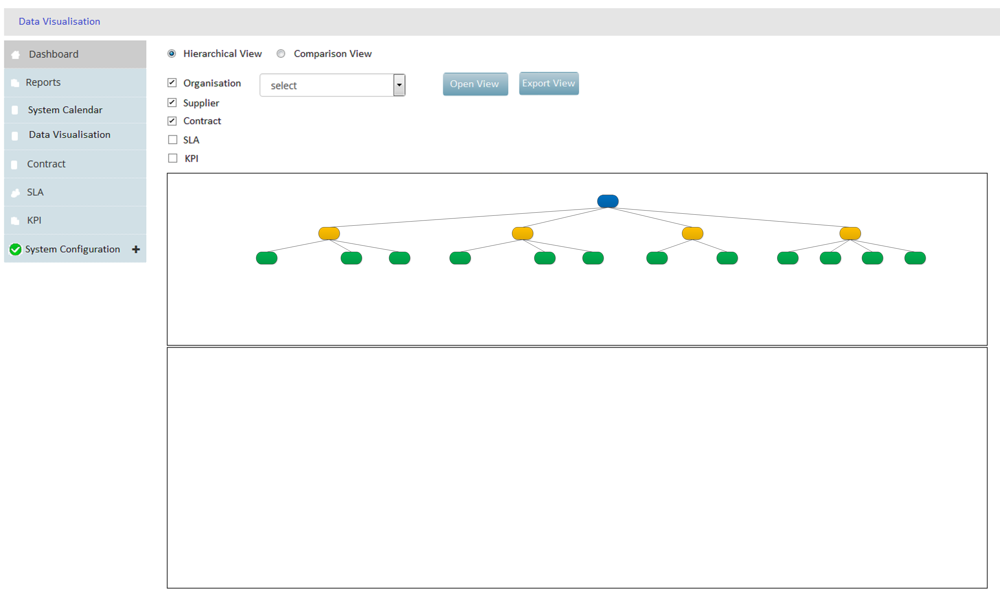 Data Visualisation
Dashboard
Reports
System Calendar
Data Visualisation
Contract
SLA
KPI
System Configuration
Hierarchical View
Comparison View
Organisation
select
Open View
Export View
Supplier
Contract
SLA
KPI